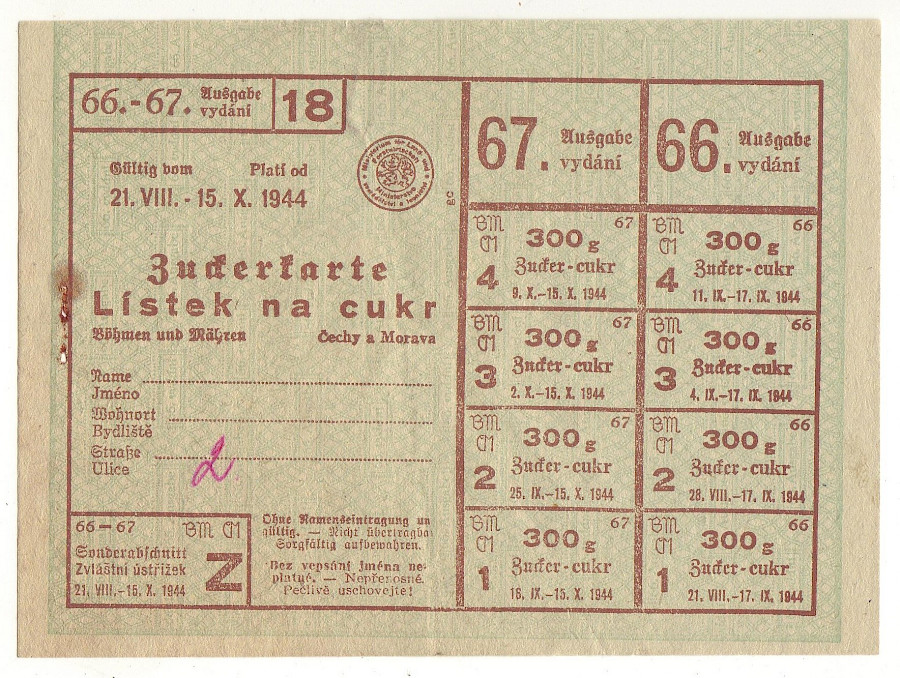 66.-67. Ausgabe
vydání
18
Gültig vom Platí od
21. VIII. - 15. X. 1944
Zuckerkarte
Lístek na cukr
Böhmen und Mähren Čechy a Morava
Name
Jméno
Wohnort
Bydliště
Straße
Ulice
2
66-67 BM ČM
Sonderabschnitt
Zvláštní ústřižek
21. VIII.-15. X. 1944
Z
Ohne Namenseintragung un
gültig. — Nicht übertragba
Sorgfältig aufbewahren.
Bez vepsání jména ne-
platné. — Nepřenosné.
Pečlivě uschovejte!
67. Ausgabe
vydání
66. Ausgabe
vydání
BM 67
ČM 300 g
4 Zucker-cukr
9. X.-15. X. 1944
BM 66
ČM 300 g
4 Zucker-cukr
11. IX.-17. IX. 1944
BM 67
ČM 300 g
3 Zucker-cukr
2. X.-15. X. 1944
BM 66
ČM 300 g
3 Zucker-cukr
4. IX.-17. IX. 1944
BM 67
ČM 300 g
2 Zucker-cukr
25. IX.-15. X. 1944
BM 66
ČM 300 g
2 Zucker-cukr
28. VIII.-17. IX. 1944
BM 67
ČM 300 g
1 Zucker-cukr
18. IX.-15. X. 1944
BM 66
ČM 300 g
1 Zucker-cukr
21. VIII.-17. IX. 1944